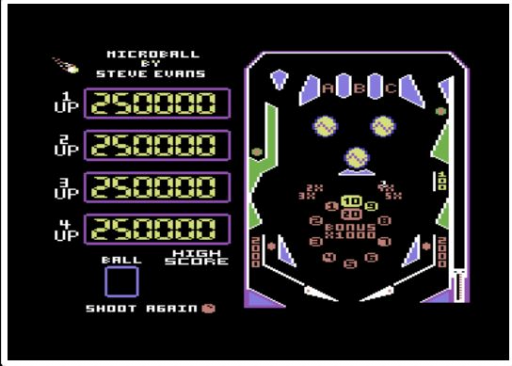 MICROBALL
BY
STEVE EVANS
1
UP 250000
2
UP 250000
3
UP 250000
4
UP 250000
HIGH
SCORE
BALL
SHOOT AGAIN
A B C
100
2X
3X
5X
1 10 9
20
2 BONUS 8
X1000
3 7
4 5 6
2000
2000